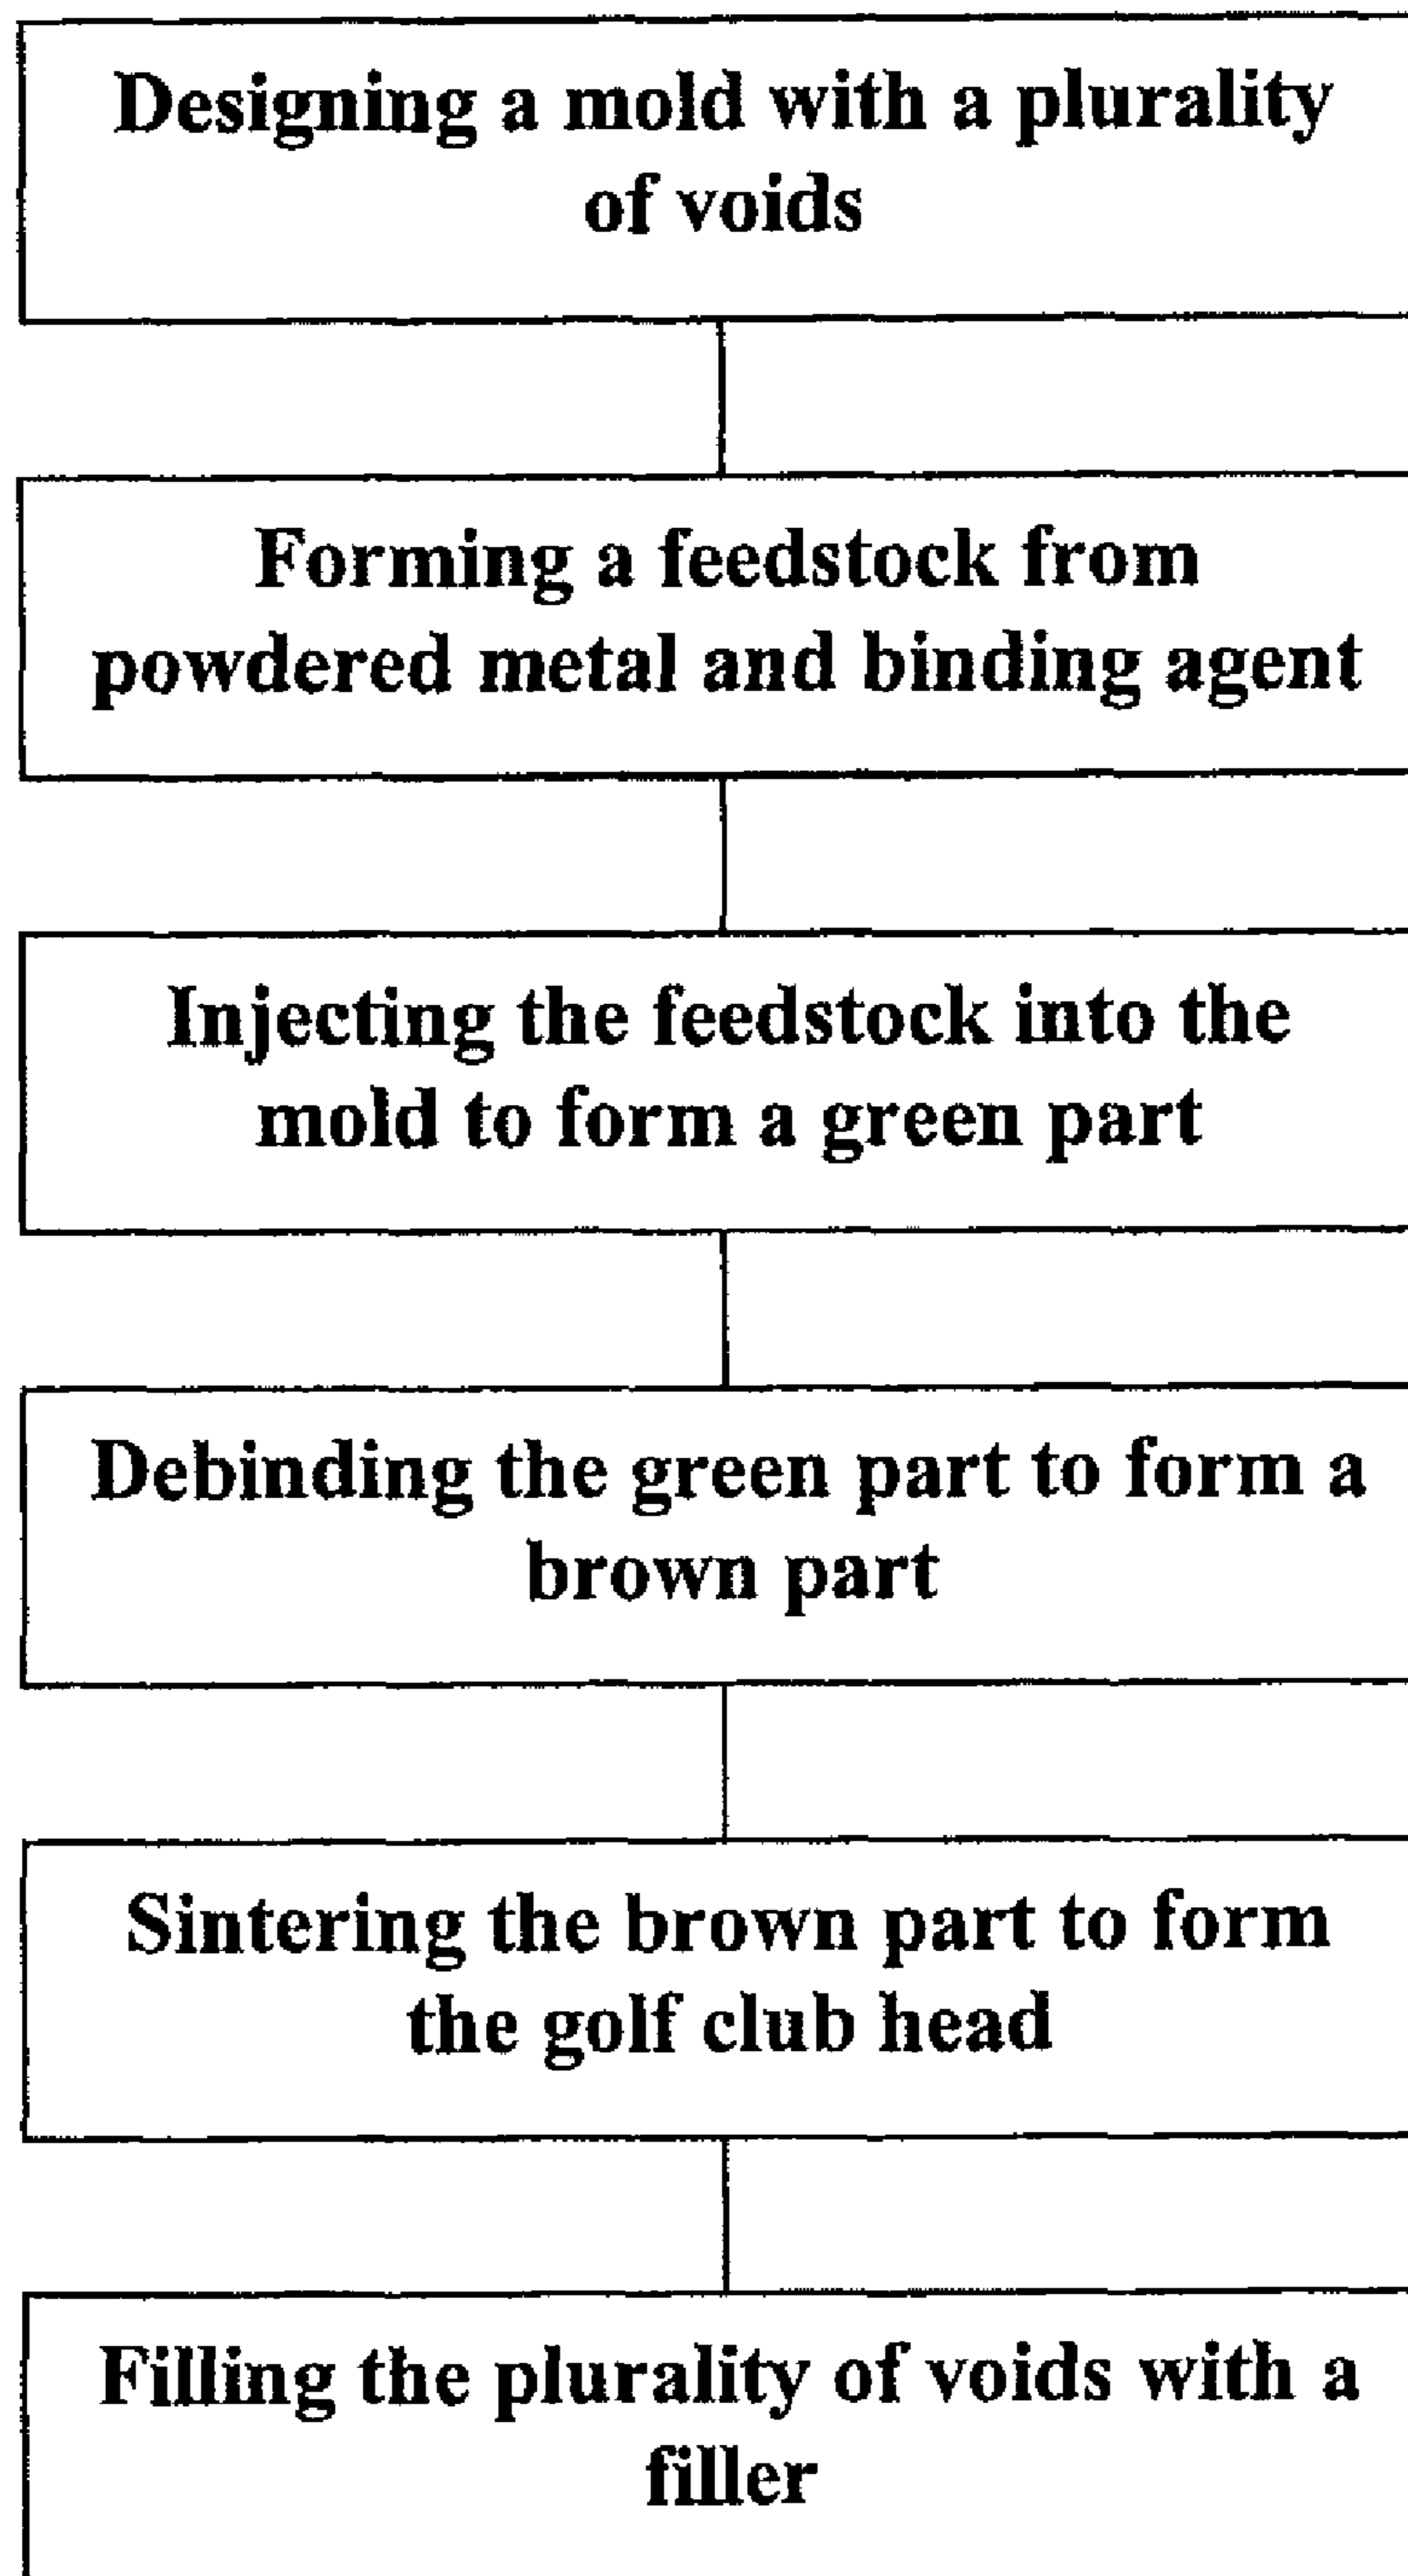 Designing a mold with a plurality
of voids
Forming a feedstock from
powdered metal and binding agent
Injecting the feedstock into the
mold to form a green part
Debinding the green part to form a
brown part
Sintering the brown part to form
the golf club head
Filling the plurality of voids with a
filler